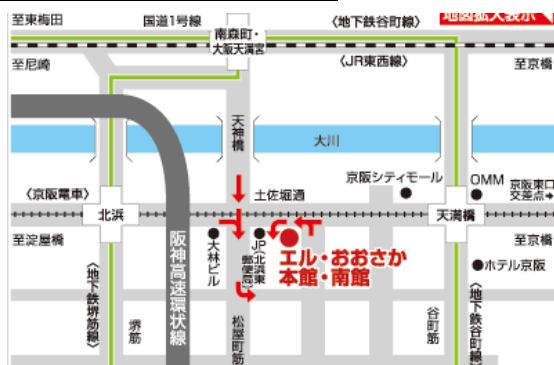 至東梅田
国道1号線
南森町・
大阪天満宮
〈地下鉄谷町線〉
地図拡大表示
至尼崎
〈JR東西線〉
至京橋
天神橋
大川
〈京阪電車〉
土佐堀通
京阪シティモール
OMM
京阪東口
交差点→
北浜
天満橋
至淀屋橋
大林ビル
JP(北浜東
郵便局)
エル・おおさか
本館・南館
至京橋
ホテル京阪
阪神高速環状線
〈地下鉄堺筋線〉
堺筋
松屋町筋
谷町筋
〈地下鉄谷町線〉